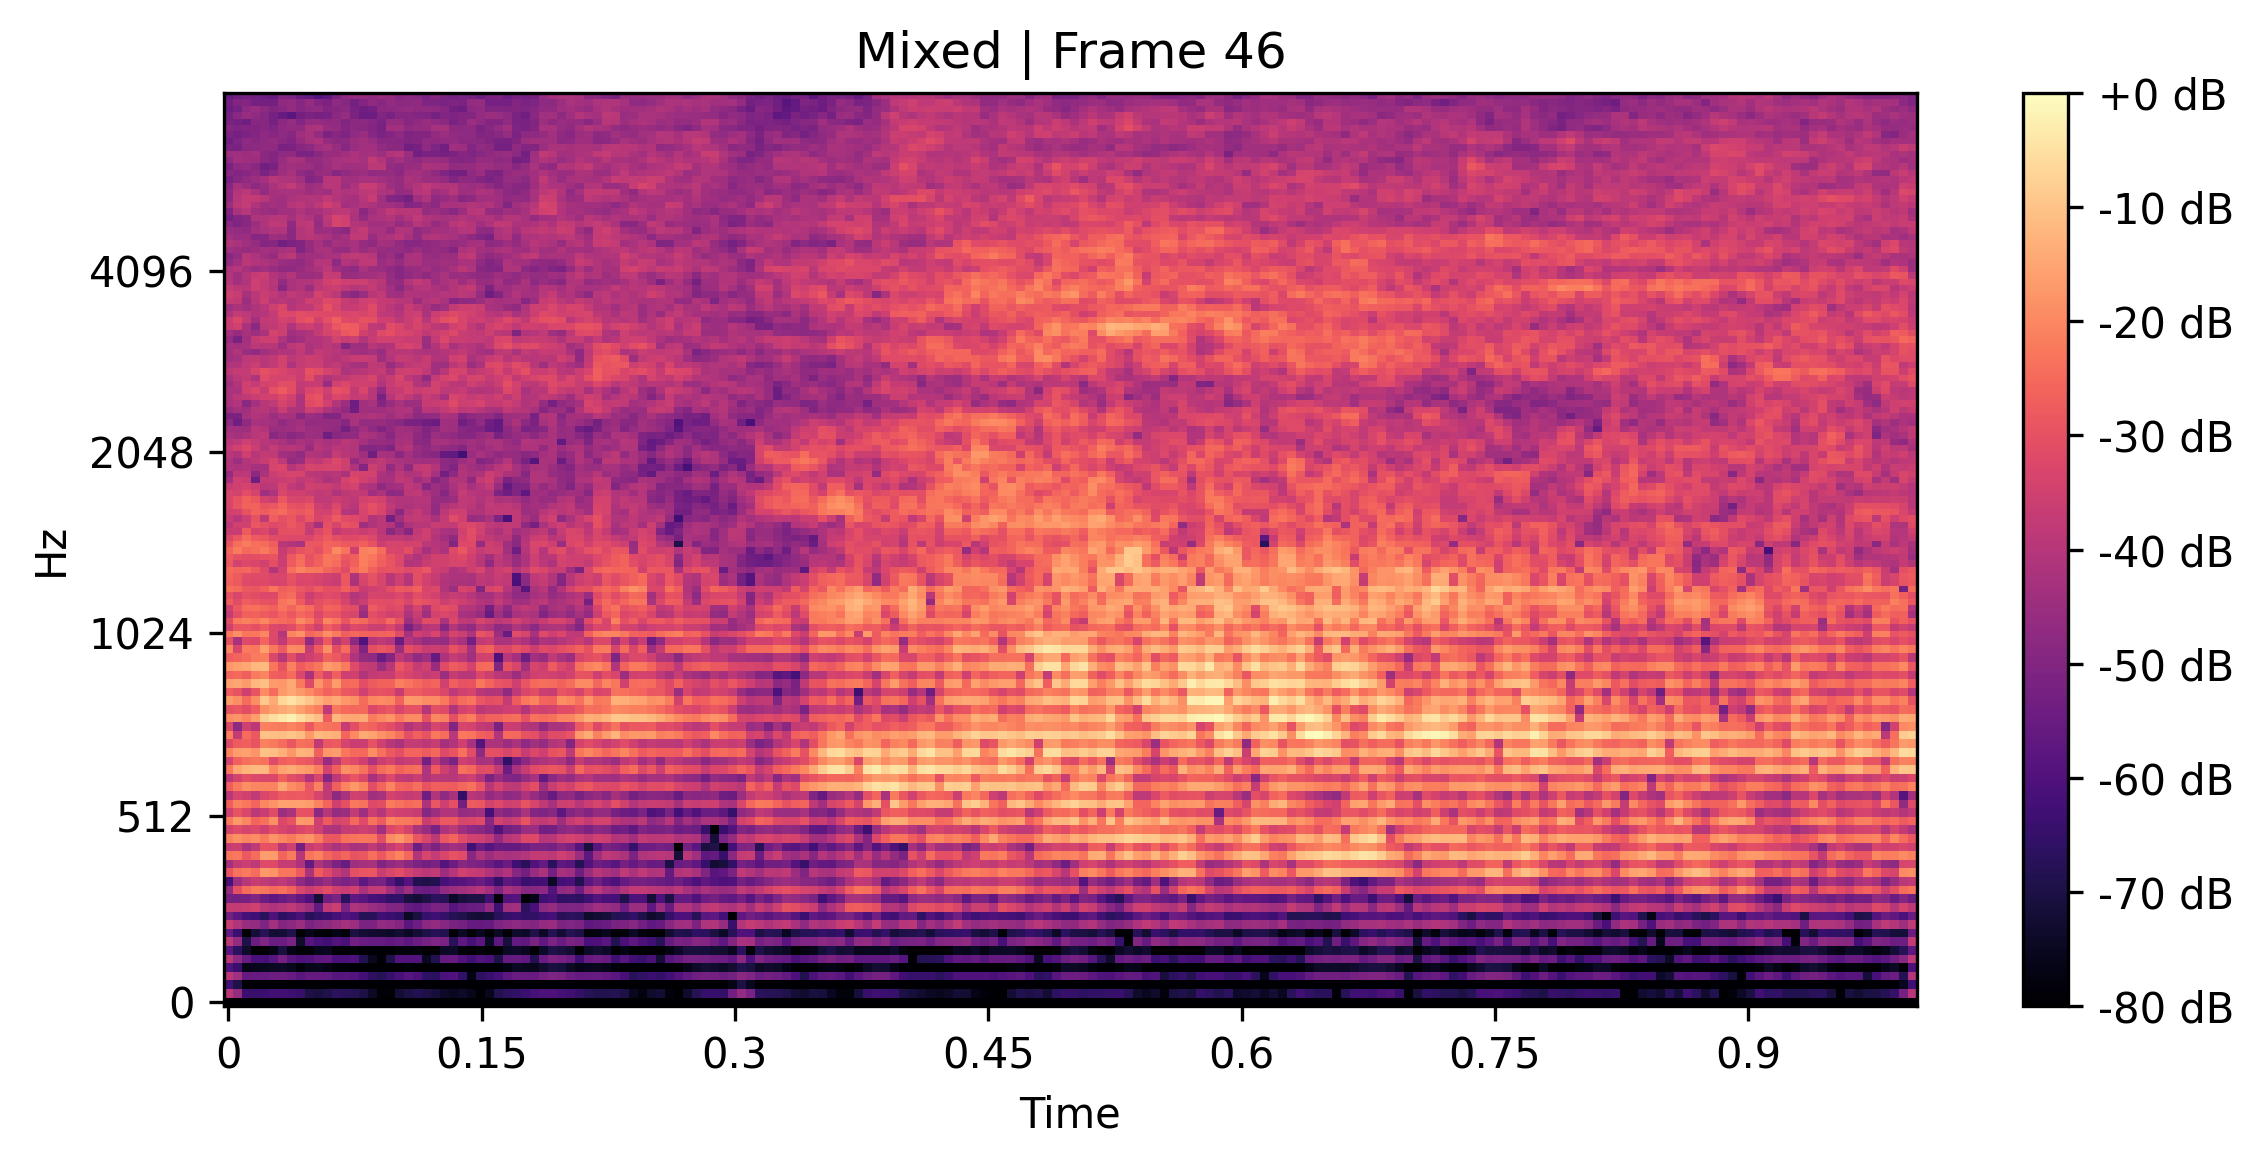 Mixed | Frame 46
+0 dB
-10 dB
-20 dB
-30 dB
-40 dB
-50 dB
-60 dB
-70 dB
-80 dB
4096
2048
1024
512
0
Hz
0 0.15 0.3 0.45 0.6 0.75 0.9
Time